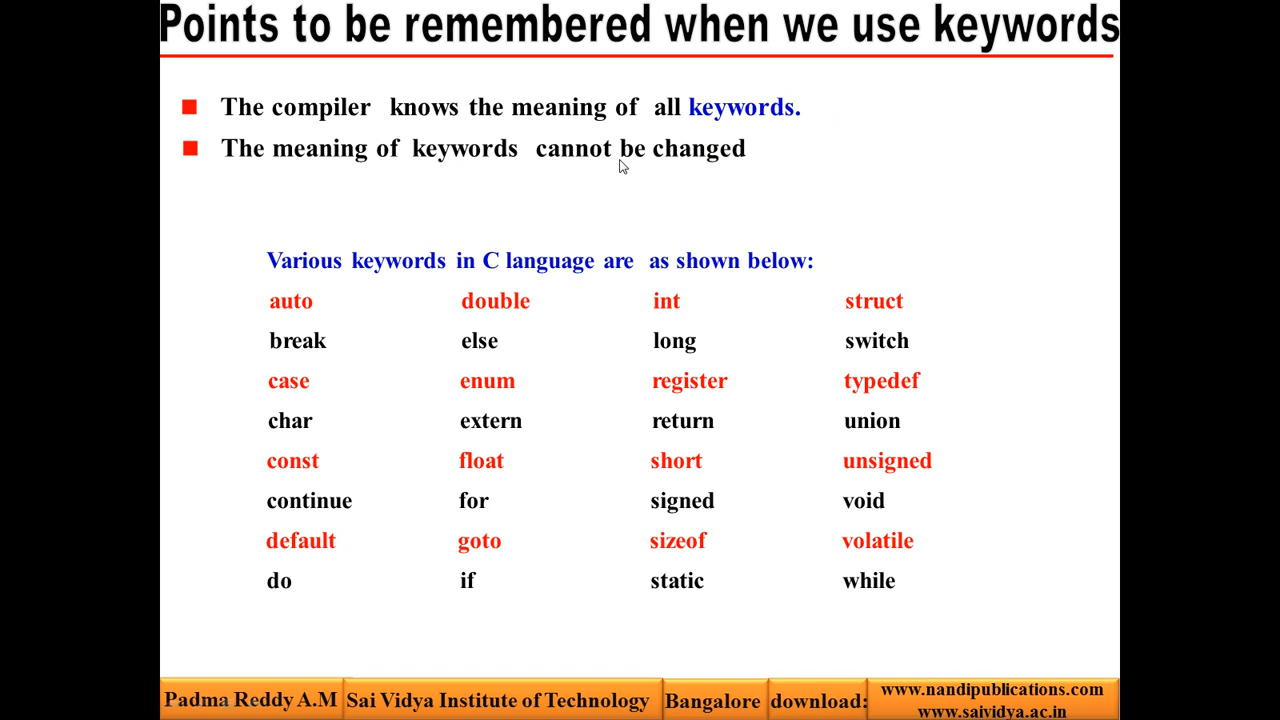 Points to be remembered when we use keywords
The compiler knows the meaning of all keywords.
The meaning of keywords cannot be changed
Various keywords in C language are as shown below:
auto double int struct
break else long switch
case enum register typedef
char extern return union
const float short unsigned
continue for signed void
default goto sizeof volatile
do if static while
Padma Reddy A.M Sai Vidya Institute of Technology Bangalore download: www.nandipublications.com
www.saividya.ac.in